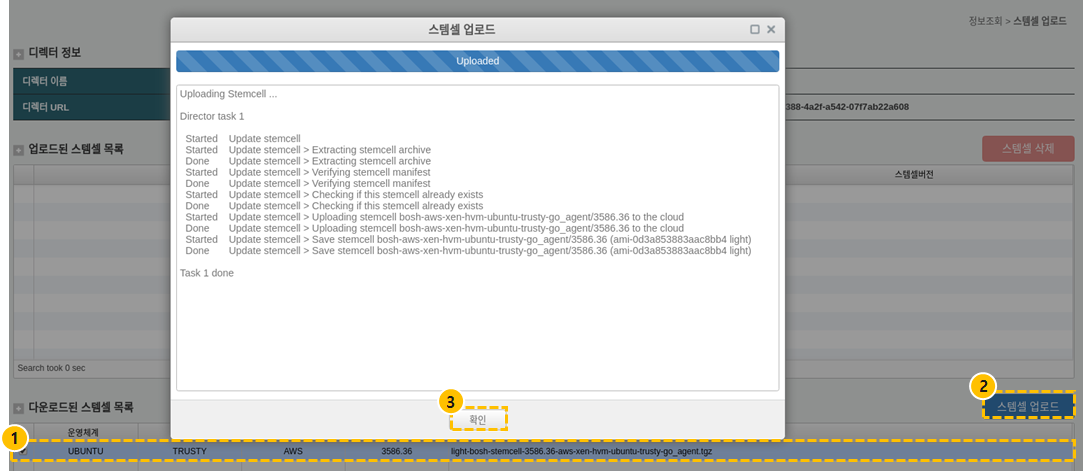 정보조회 > 스템셀 업로드
스템셀 업로드
디렉터 정보
Uploaded
디렉터 이름
디렉터 URL
388-4a2f-a542-07f7ab22a608
Uploading Stemcell ...
Director task 1
Started Update stemcell
Started Update stemcell > Extracting stemcell archive
Done Update stemcell > Extracting stemcell archive
Started Update stemcell > Verifying stemcell manifest
Done Update stemcell > Verifying stemcell manifest
Started Update stemcell > Checking if this stemcell already exists
Done Update stemcell > Checking if this stemcell already exists
Started Update stemcell > Uploading stemcell bosh-aws-xen-hvm-ubuntu-trusty-go_agent/3586.36 to the cloud
Done Update stemcell > Uploading stemcell bosh-aws-xen-hvm-ubuntu-trusty-go_agent/3586.36 to the cloud
Started Update stemcell > Save stemcell bosh-aws-xen-hvm-ubuntu-trusty-go_agent/3586.36 (ami-0d3a853883aac8bb4 light)
Done Update stemcell > Save stemcell bosh-aws-xen-hvm-ubuntu-trusty-go_agent/3586.36 (ami-0d3a853883aac8bb4 light)
Task 1 done
업로드된 스템셀 목록
스템셀 삭제
스템셀버전
Search took 0 sec
3
확인
2
다운로드된 스템셀 목록
스템셀 업로드
운영체계
1
UBUNTU TRUSTY AWS 3586.36 light-bosh-stemcell-3586.36-aws-xen-hvm-ubuntu-trusty-go_agent.tgz